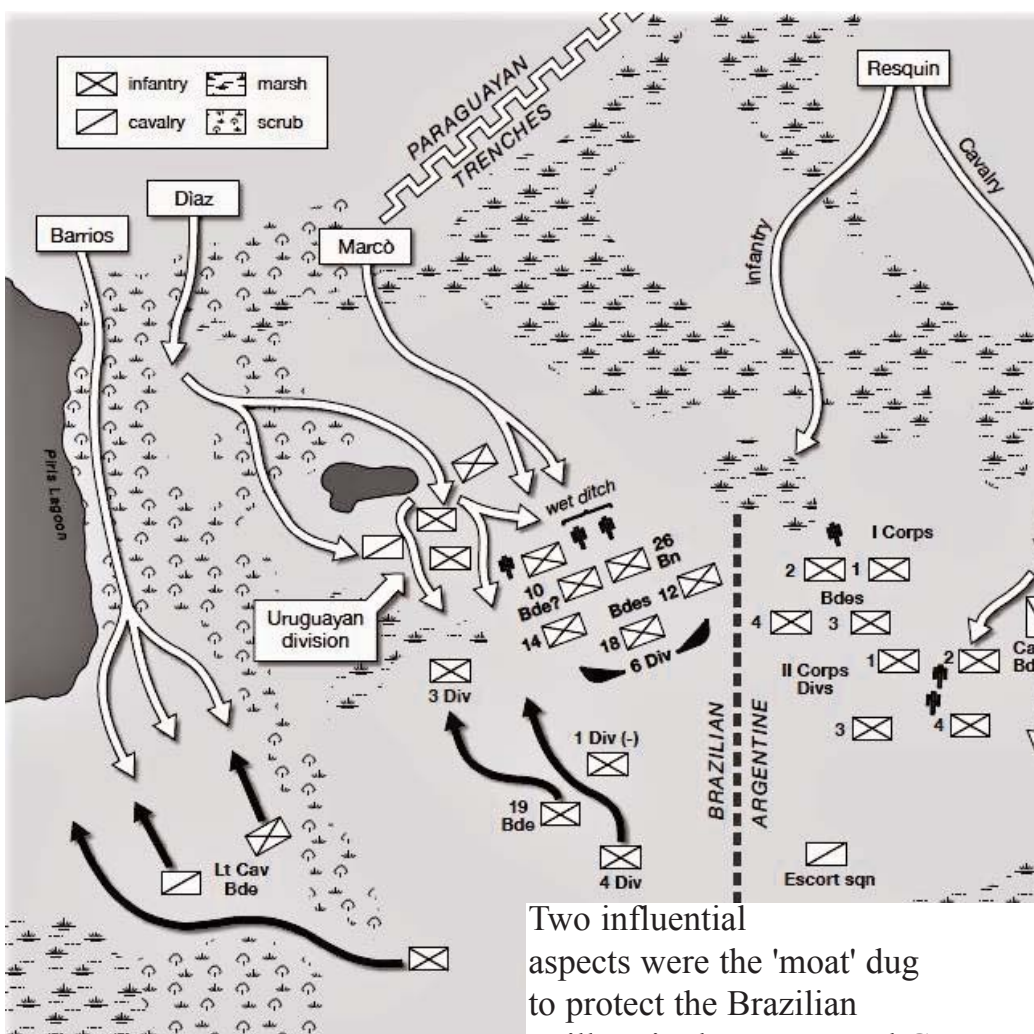 infantry
marsh
cavalry
scrub
PARAGUAYAN
TRENCHES
Resquin
Dìaz
Barrios
Marcò
infantry
Cavalry
Piris Lagoon
wet ditch
I Corps
26
Bn
2
1
10
Bde?
Bdes
12
Bdes
Uruguayan
division
14
18
4
3
6 Div
3 Div
II Corps
Divs
1
2
3
4
1 Div (-)
BRAZILIAN
ARGENTINE
19
Bde
Lt Cav
Bde
4 Div
Escort sqn
Two influential
aspects were the 'moat' dug
to protect the Brazilian